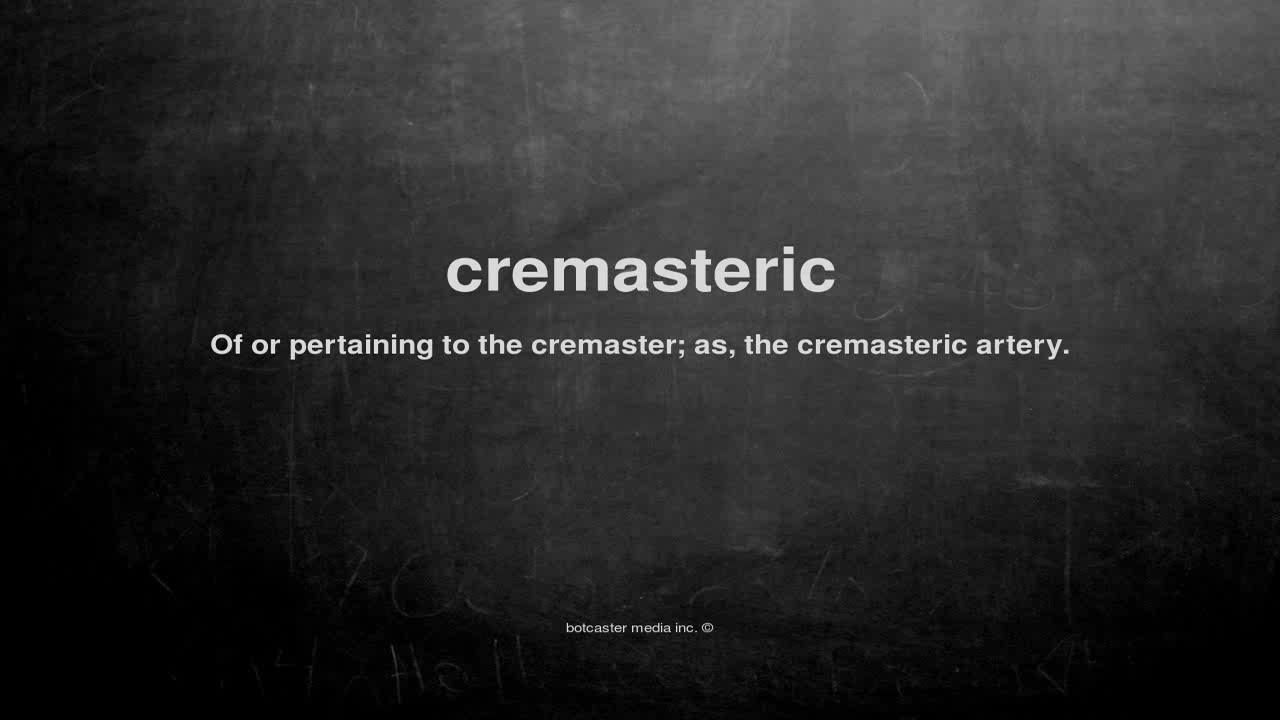 cremasteric
Of or pertaining to the cremaster; as, the cremasteric artery.
botcaster media inc. ©